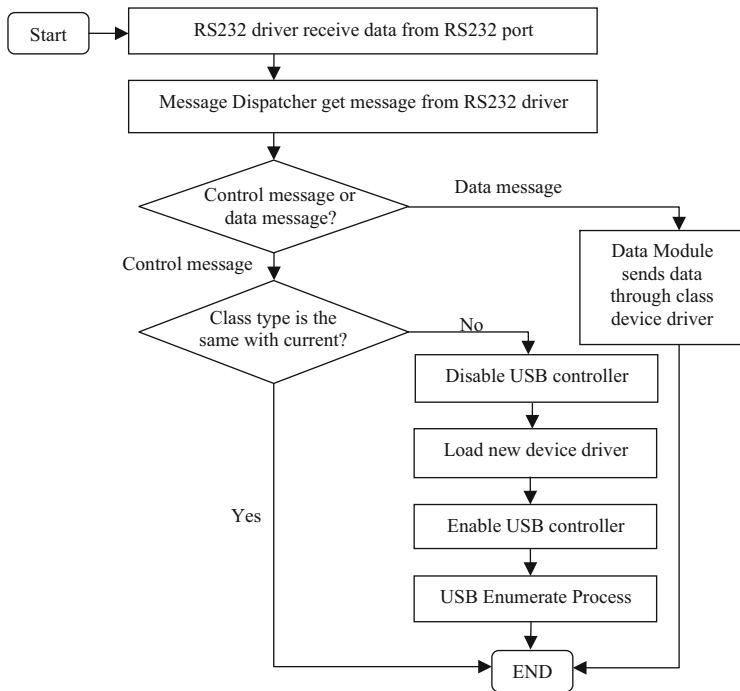 Start
RS232 driver receive data from RS232 port
Message Dispatcher get message from RS232 driver
Control message or
data message?
Data message
Control message
Data Module
sends data
through class
device driver
Class type is the
same with current?
No
Disable USB controller
Load new device driver
Yes
Enable USB controller
USB Enumerate Process
END